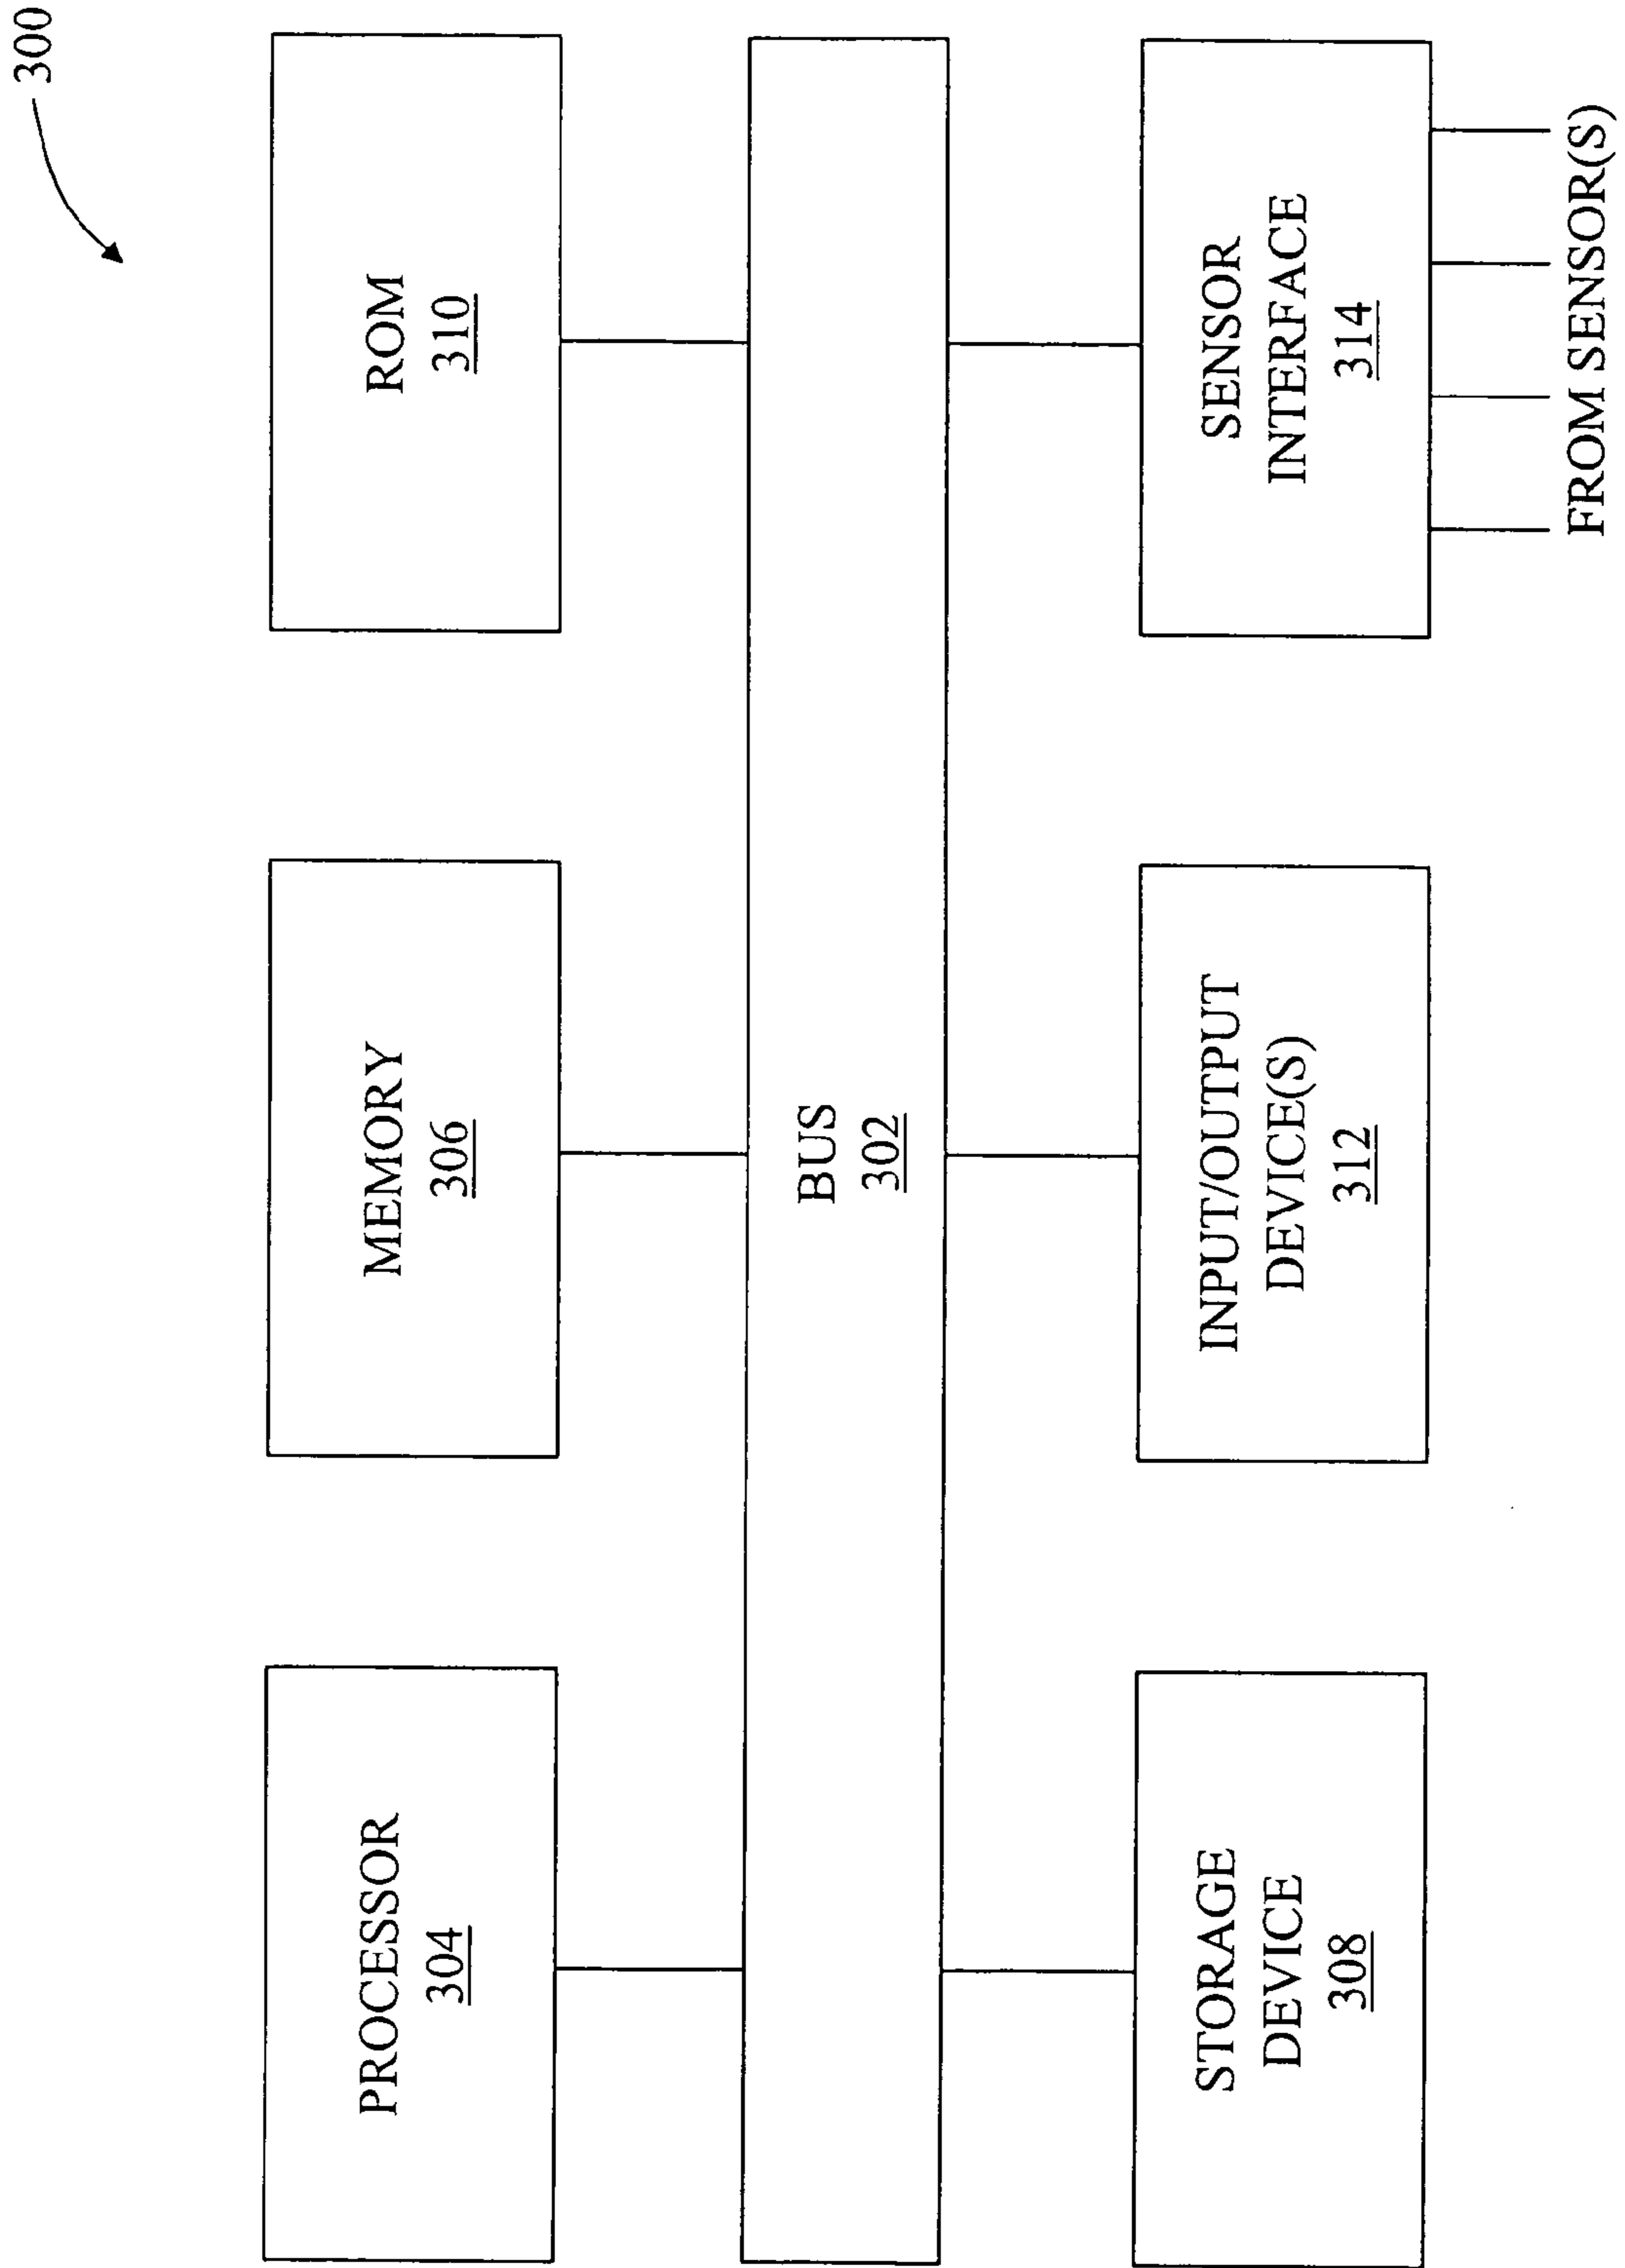 300
PROCESSOR
304
MEMORY
306
ROM
310
BUS
302
STORAGE
DEVICE
308
INPUT/OUTPUT
DEVICE(S)
312
SENSOR
INTERFACE
314
FROM SENSOR(S)